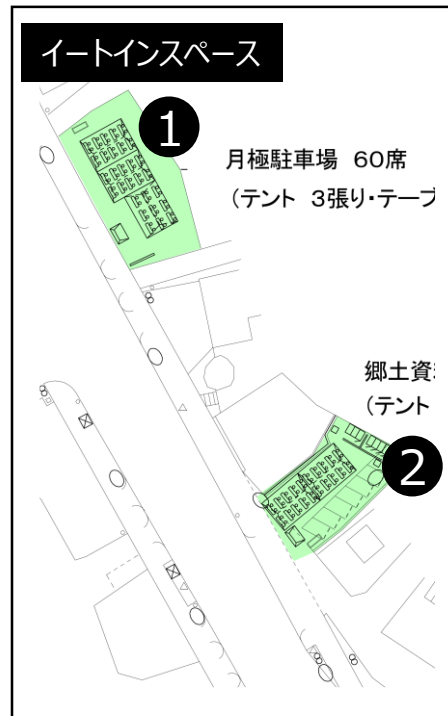 イートインスペース
1
月極駐車場 60席
(テント 3張り・テーブ
郷土資
(テント
2